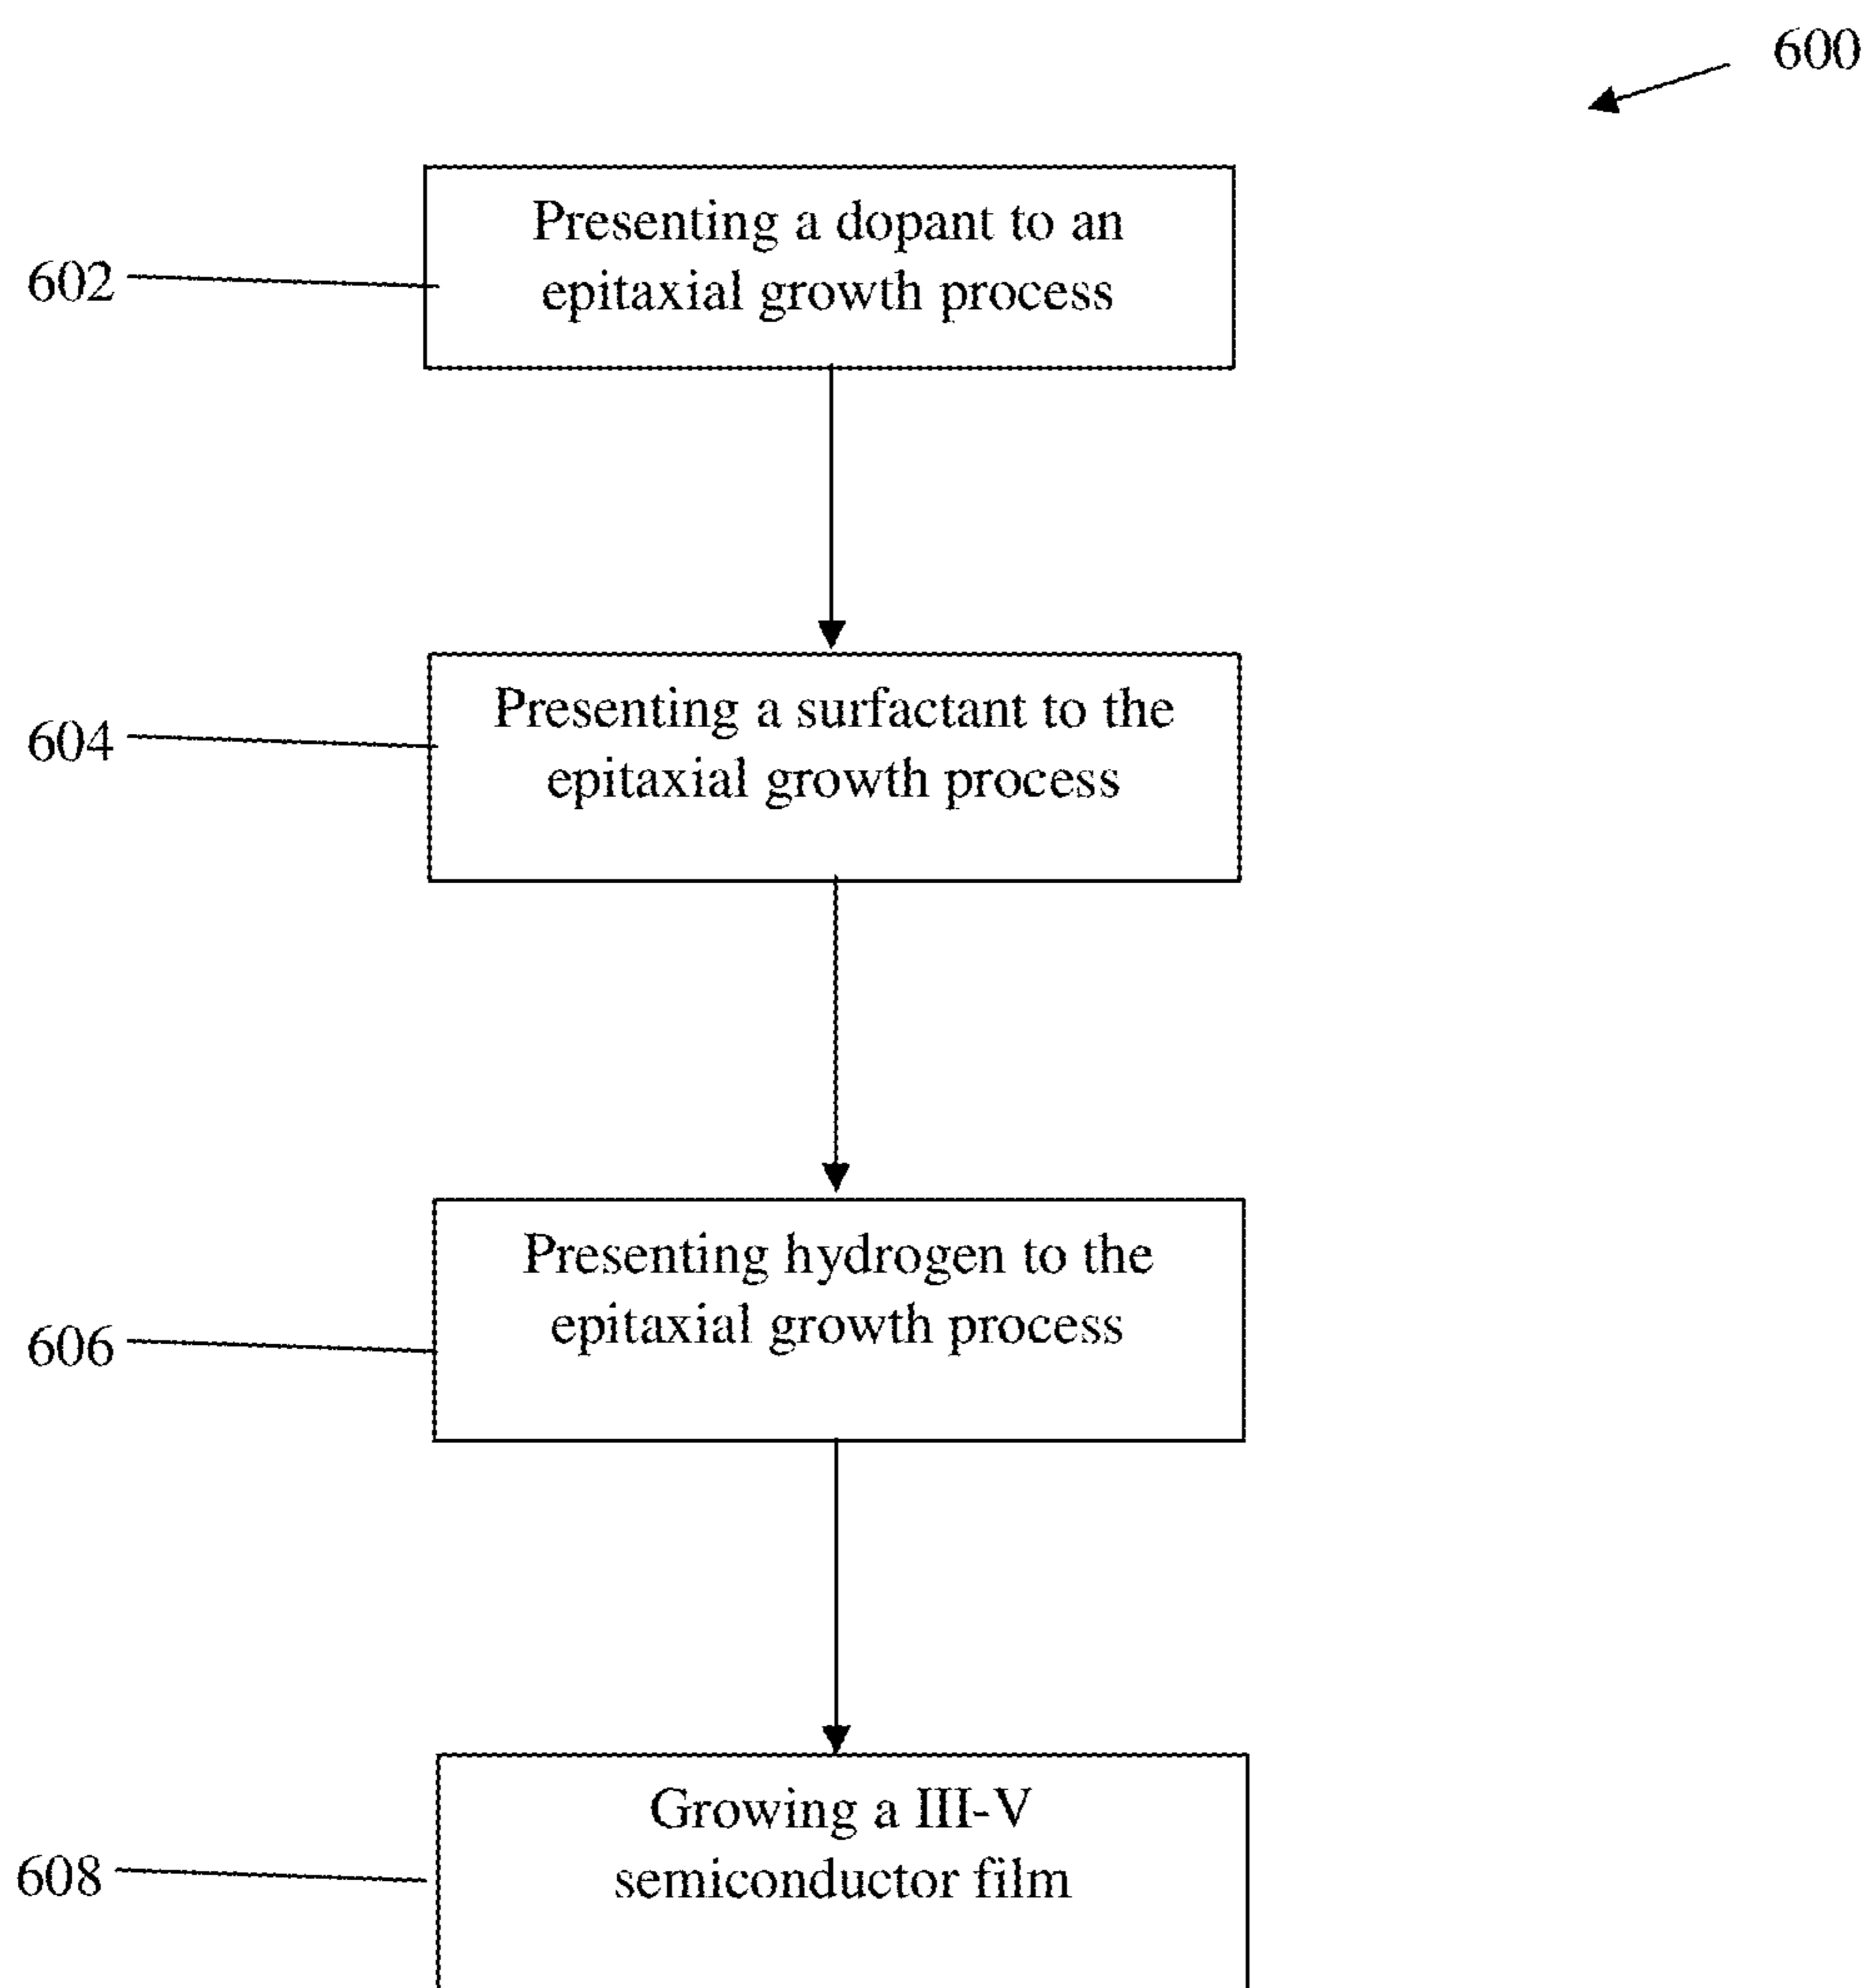 600
Presenting a dopant to an
epitaxial growth process
602
Presenting a surfactant to the
epitaxial growth process
604
Presenting hydrogen to the
epitaxial growth process
606
Growing a III-V
semiconductor film
608